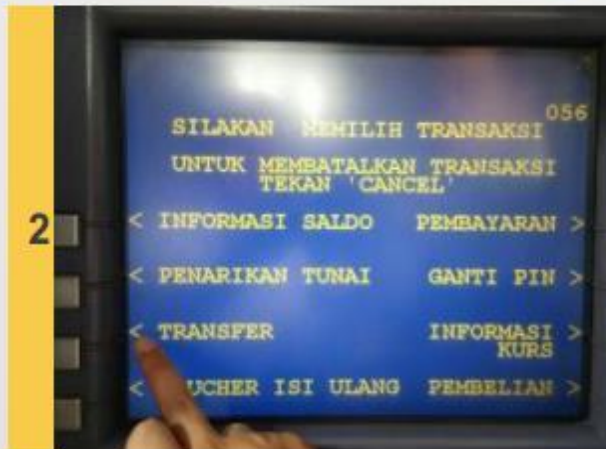 056
SILAKAN MEMILIH TRANSAKSI
UNTUK MEMBATALKAN TRANSAKSI
TEKAN 'CANCEL'
2
< INFORMASI SALDO PEMBAYARAN >
< PENARIKAN TUNAI GANTI PIN >
< TRANSFER INFORMASI >
KURS
< UCHER ISI ULANG PEMBELIAN >